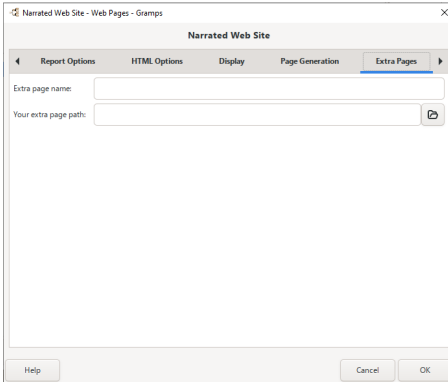 Narrated Web Site - Web Pages - Gramps
Narrated Web Site
Report Options HTML Options Display Page Generation Extra Pages
Extra page name:
Your extra page path:
Help Cancel OK